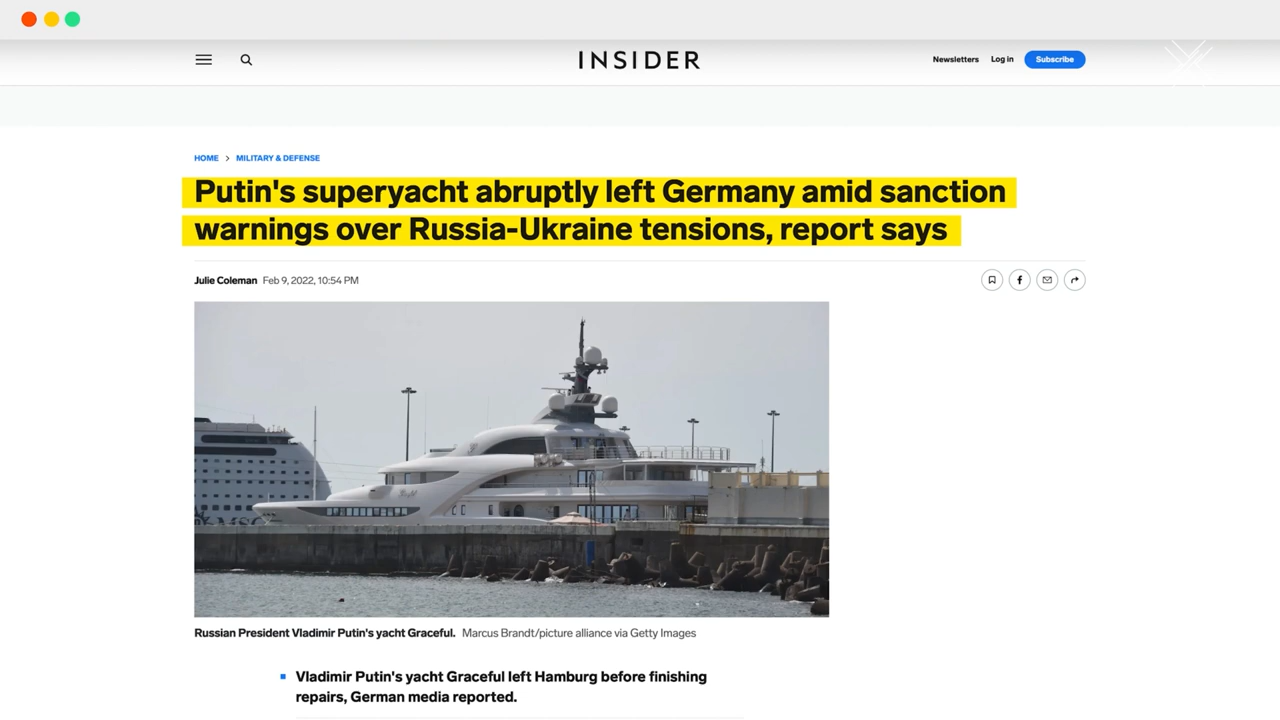 INSIDER
Newsletters Log in Subscribe
HOME > MILITARY & DEFENSE
Putin's superyacht abruptly left Germany amid sanction
warnings over Russia-Ukraine tensions, report says
Julie Coleman Feb 9, 2022, 10:54 PM
Russian President Vladimir Putin's yacht Graceful. Marcus Brandt/picture alliance via Getty Images
Vladimir Putin's yacht Graceful left Hamburg before finishing
repairs, German media reported.